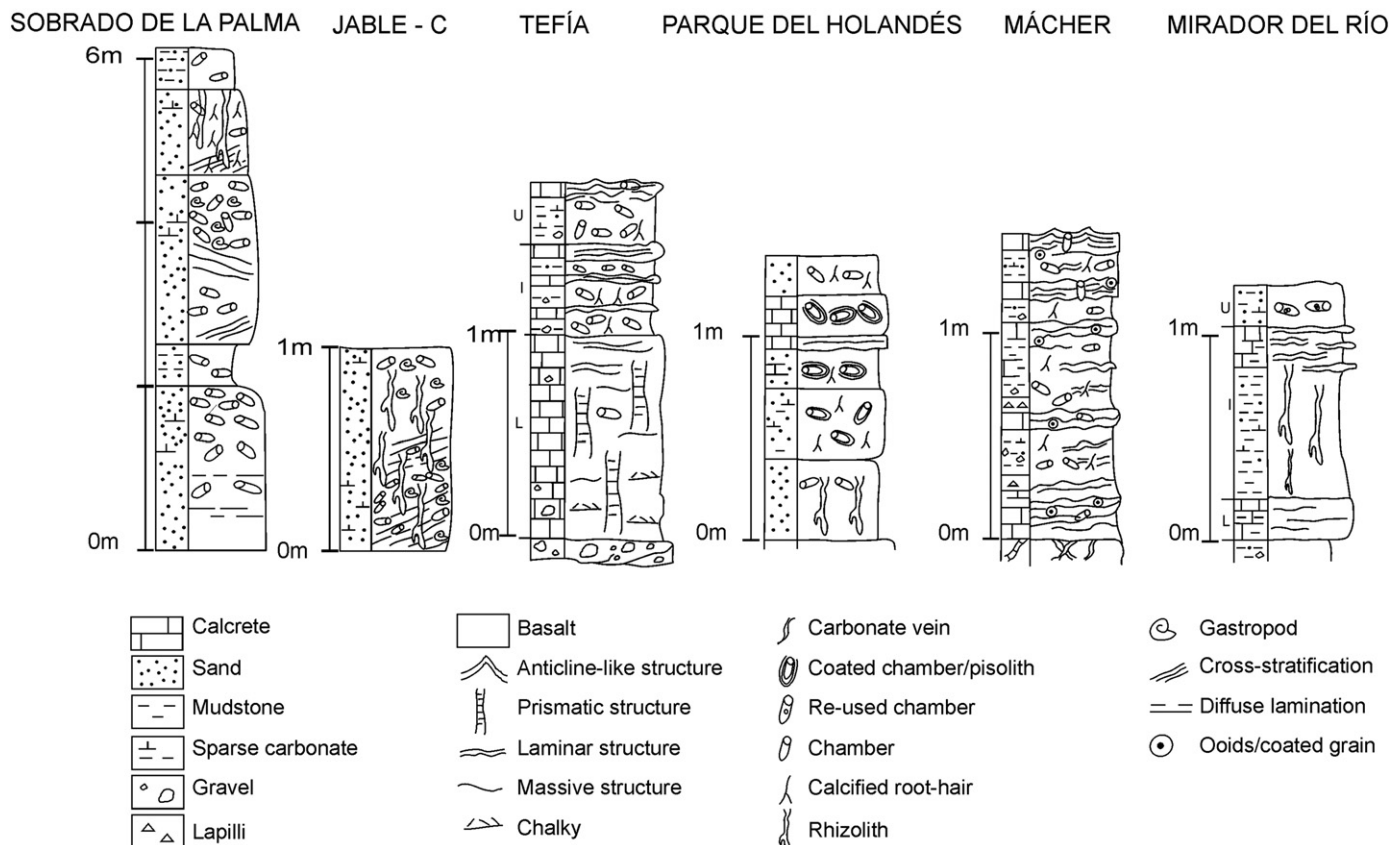 SOBRADO DE LA PALMA
JABLE - C
TEFÍA
PARQUE DEL HOLANDÉS
MÁCHER
MIRADOR DEL RÍO
6m
0m
1m
0m
U
I
1m
L
0m
1m
0m
1m
0m
U
1m
I
L
0m
Calcrete
Sand
Mudstone
Sparse carbonate
Gravel
Lapilli
Basalt
Anticline-like structure
Prismatic structure
Laminar structure
Massive structure
Chalky
Carbonate vein
Coated chamber/pisolith
Re-used chamber
Chamber
Calcified root-hair
Rhizolith
Gastropod
Cross-stratification
Diffuse lamination
Ooids/coated grain